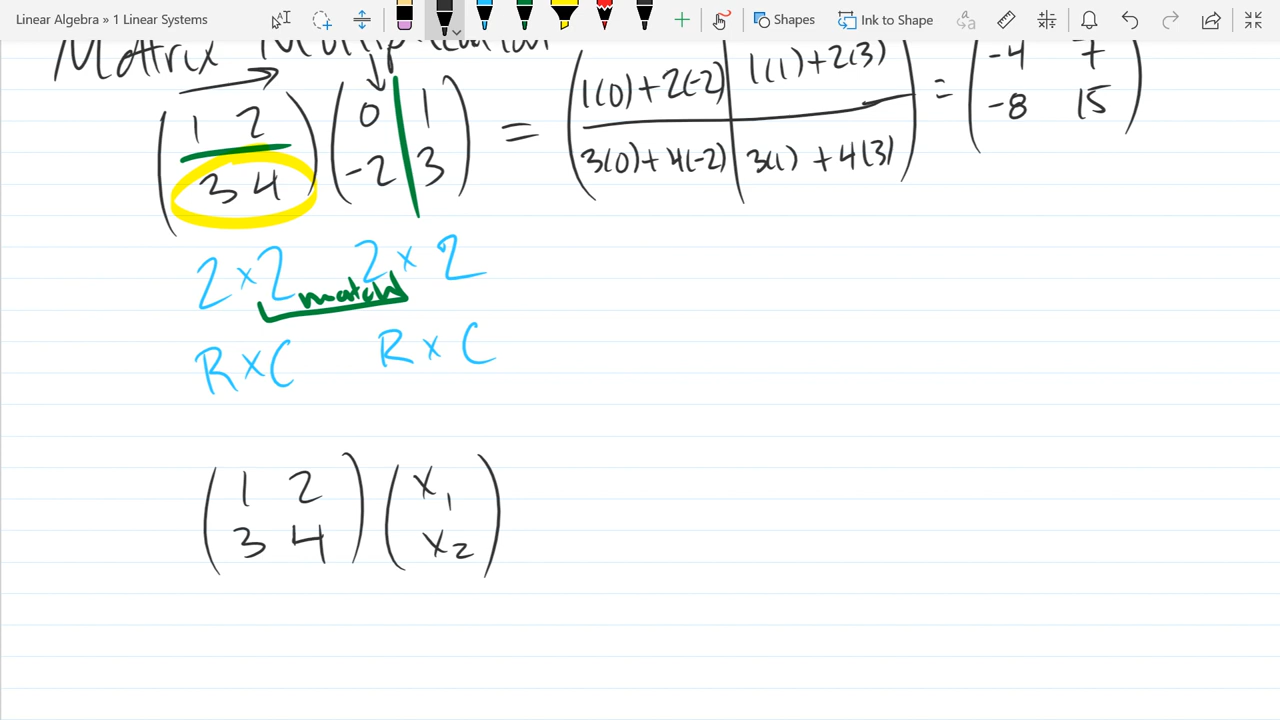 Linear Algebra » 1 Linear Systems
Shapes
Ink to Shape
Matrix Multiplication
( 1 2 ) ( 0 | 1 ) = ( 1(0)+2(-2) | 1(1)+2(3) ) = ( -4 7 )
( 3 4 ) ( -2 | 3 ) ( 3(0)+4(-2) | 3(1)+4(3) ) ( -8 15 )
2×2 2×2
match
R×C R×C
( 1 2 ) ( x₁ )
( 3 4 ) ( x₂ )